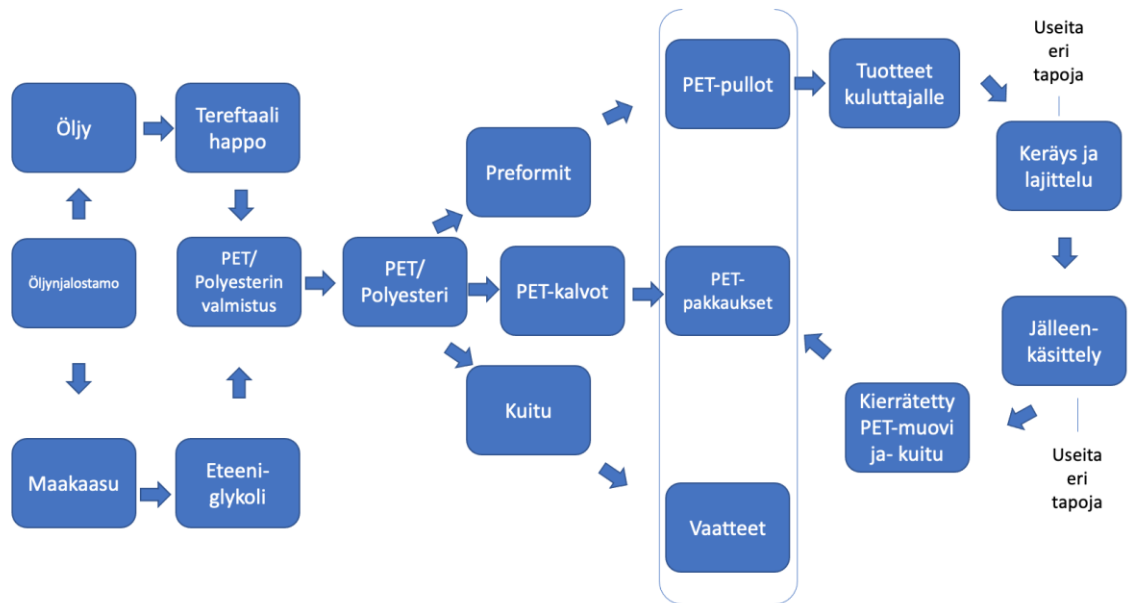 Öljy
Tereftaali
happo
Öljynjalostamo
PET/
Polyesterin
valmistus
Maakaasu
Eteeni-
glykoli
PET/
Polyesteri
Preformit
PET-kalvot
Kuitu
PET-pullot
PET-
pakkaukset
Vaatteet
Tuotteet
kuluttajalle
Useita
eri
tapoja
Keräys ja
lajittelu
Jälleen-
käsittely
Kierrätetty
PET-muovi
ja- kuitu
Useita
eri
tapoja